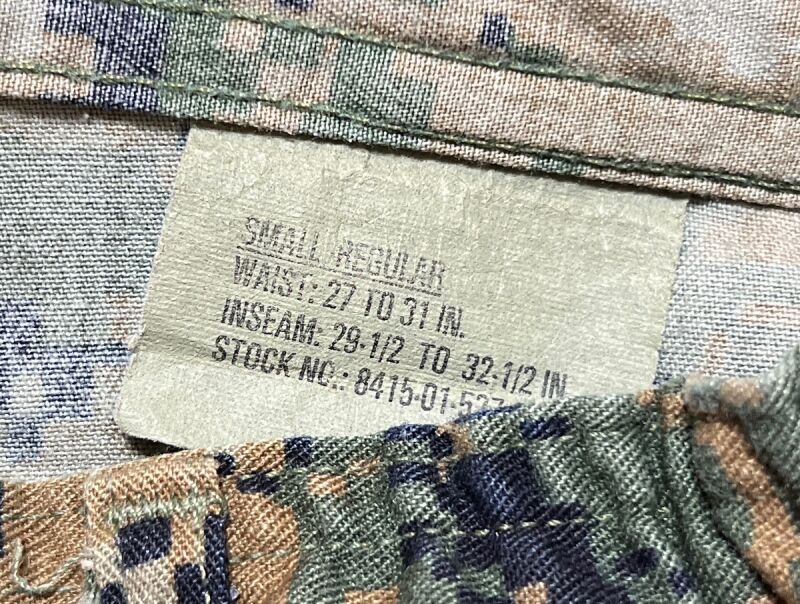 SMALL-REGULAR
WAIST: 27 TO 31 IN.
INSEAM: 29-1/2 TO 32-1/2 IN
STOCK NO.: 8415-01-527